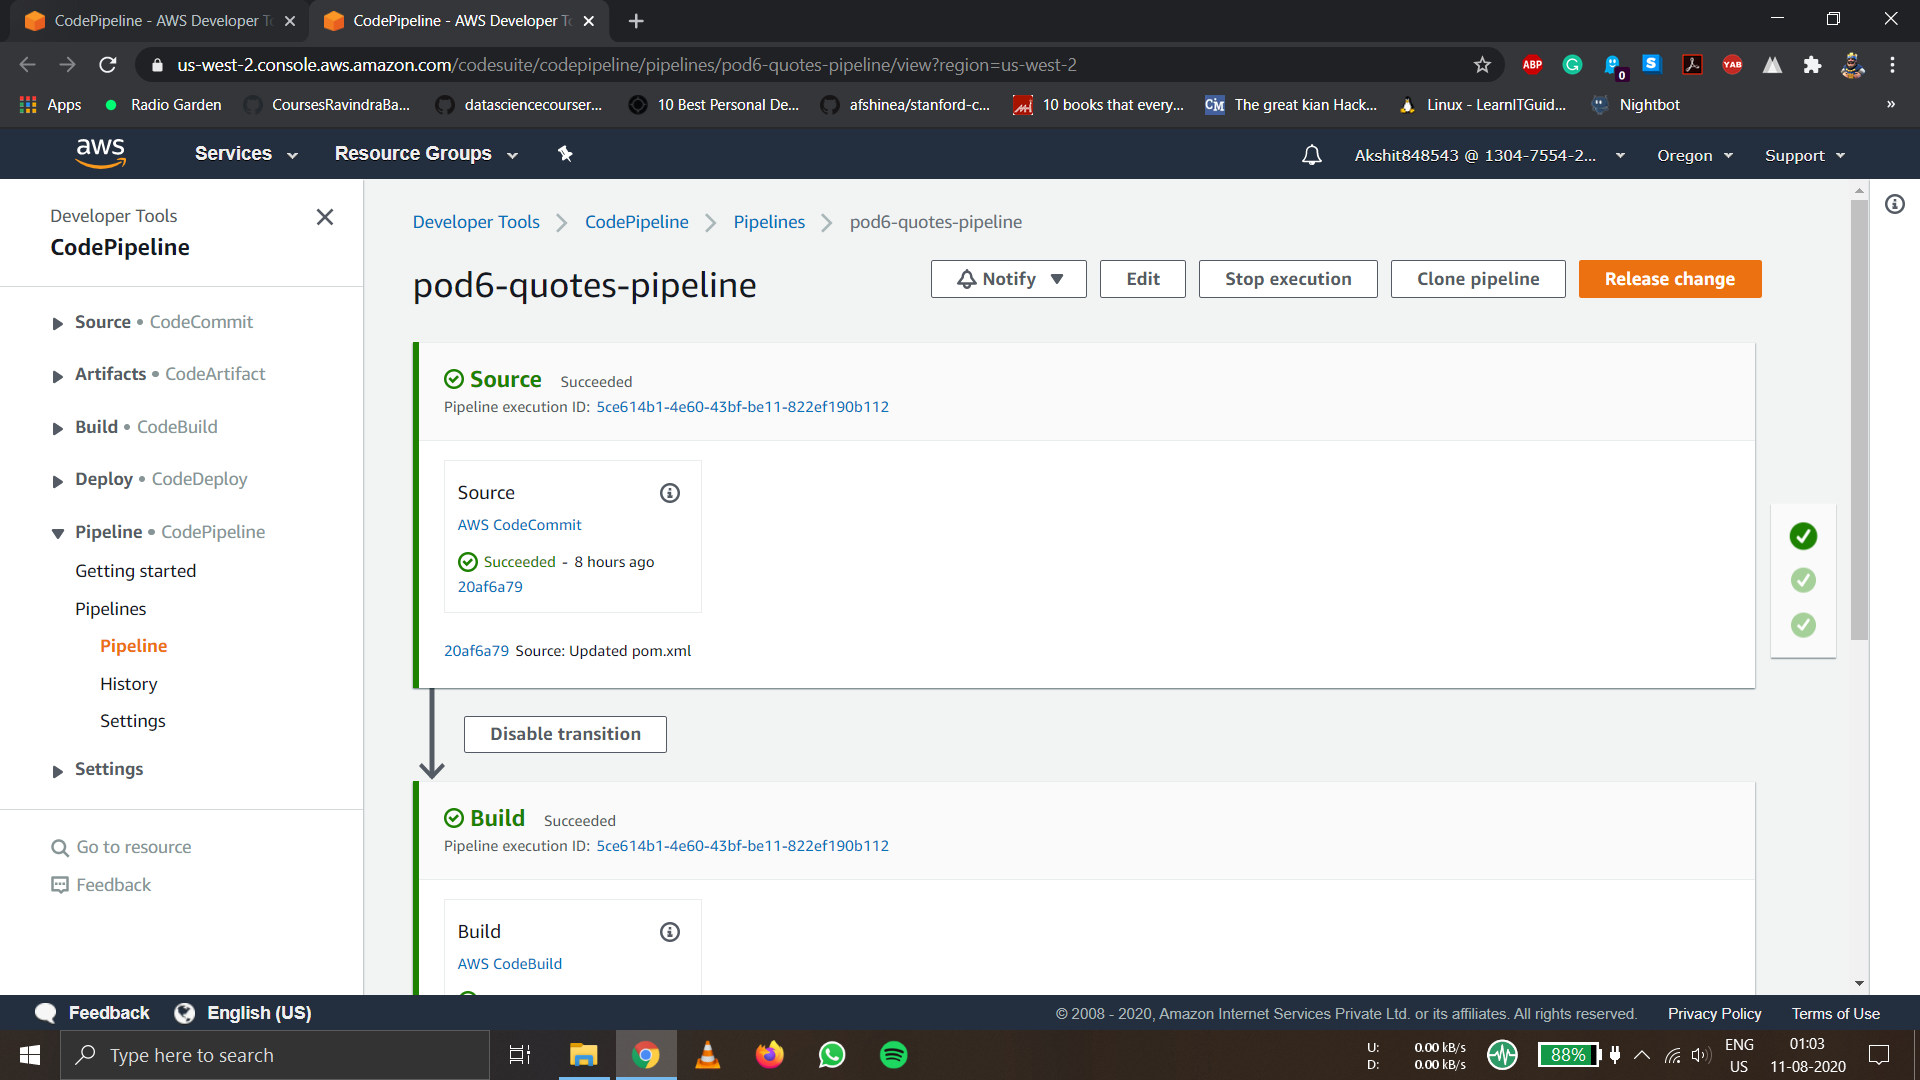 CodePipeline - AWS Developer To
CodePipeline - AWS Developer To
us-west-2.console.aws.amazon.com/codesuite/codepipeline/pipelines/pod6-quotes-pipeline/view?region=us-west-2
ABP
0
S
YAB
Apps
Radio Garden
CoursesRavindraBa...
datasciencecourser...
10 Best Personal De...
afshinea/stanford-c...
10 books that every...
CM
The great kian Hack...
Linux - LearnITGuid...
Nightbot
»
aws
Services
Resource Groups
Akshit848543 @ 1304-7554-2...
Oregon
Support
Developer Tools
CodePipeline
Source • CodeCommit
Artifacts • CodeArtifact
Build • CodeBuild
Deploy • CodeDeploy
Pipeline • CodePipeline
Getting started
Pipelines
Pipeline
History
Settings
Settings
Go to resource
Feedback
Developer Tools
CodePipeline
Pipelines
pod6-quotes-pipeline
pod6-quotes-pipeline
Notify
Edit
Stop execution
Clone pipeline
Release change
Source Succeeded
Pipeline execution ID: 5ce614b1-4e60-43bf-be11-822ef190b112
Source
AWS CodeCommit
Succeeded - 8 hours ago
20af6a79
20af6a79 Source: Updated pom.xml
Disable transition
Build Succeeded
Pipeline execution ID: 5ce614b1-4e60-43bf-be11-822ef190b112
Build
AWS CodeBuild
Feedback
English (US)
© 2008 - 2020, Amazon Internet Services Private Ltd. or its affiliates. All rights reserved.
Privacy Policy
Terms of Use
Type here to search
U: 0.00 kB/s
D: 0.00 kB/s
88%
ENG
US
01:03
11-08-2020